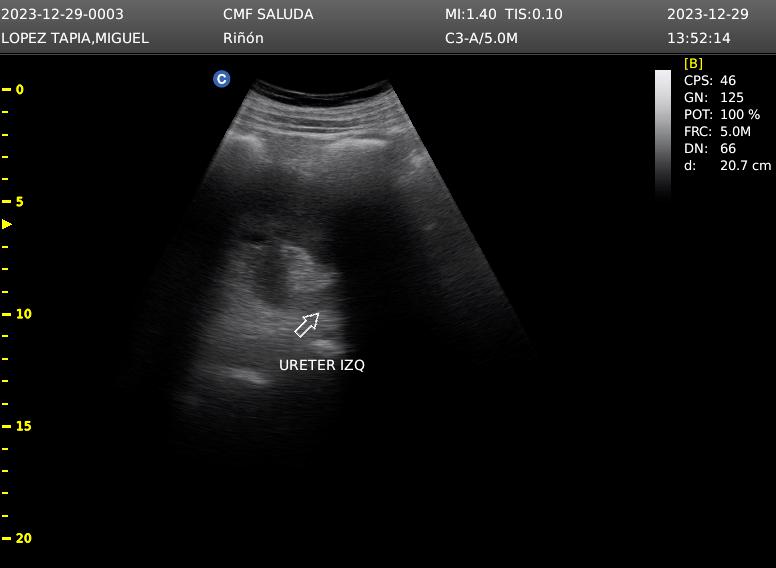 2023-12-29-0003 CMF SALUDA MI:1.40 TIS:0.10 2023-12-29
LOPEZ TAPIA,MIGUEL Riñón C3-A/5.0M 13:52:14
[B]
C
0
CPS: 46
GN: 125
POT: 100 %
FRC: 5.0M
DN: 66
d: 20.7 cm
5
10
URETER IZQ
15
20